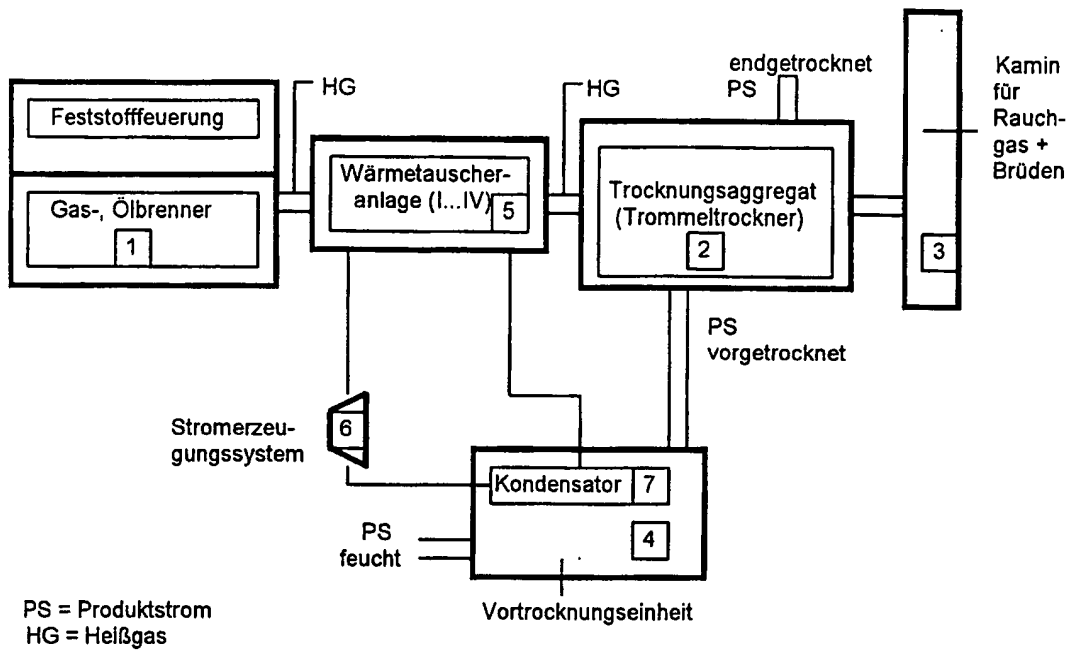 Feststofffeuerung
Gas-, Ölbrenner
1
HG
Wärmetauscher-
anlage (I...IV)
5
HG
endgetrocknet
PS
Trocknungsaggregat
(Trommeltrockner)
2
3
Kamin
für
Rauch-
gas +
Brüden
PS
vorgetrocknet
Stromerzeu-
gungssystem
6
Kondensator
7
4
PS
feucht
Vortrocknungseinheit
PS = Produktstrom
HG = Heißgas